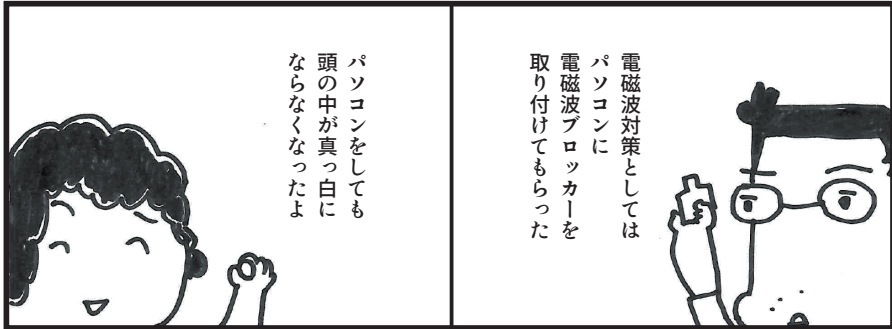 電磁波対策としては
パソコンに
電磁波ブロッカーを
取り付けてもらった
パソコンをしても
頭の中が真っ白に
ならなくなったよ